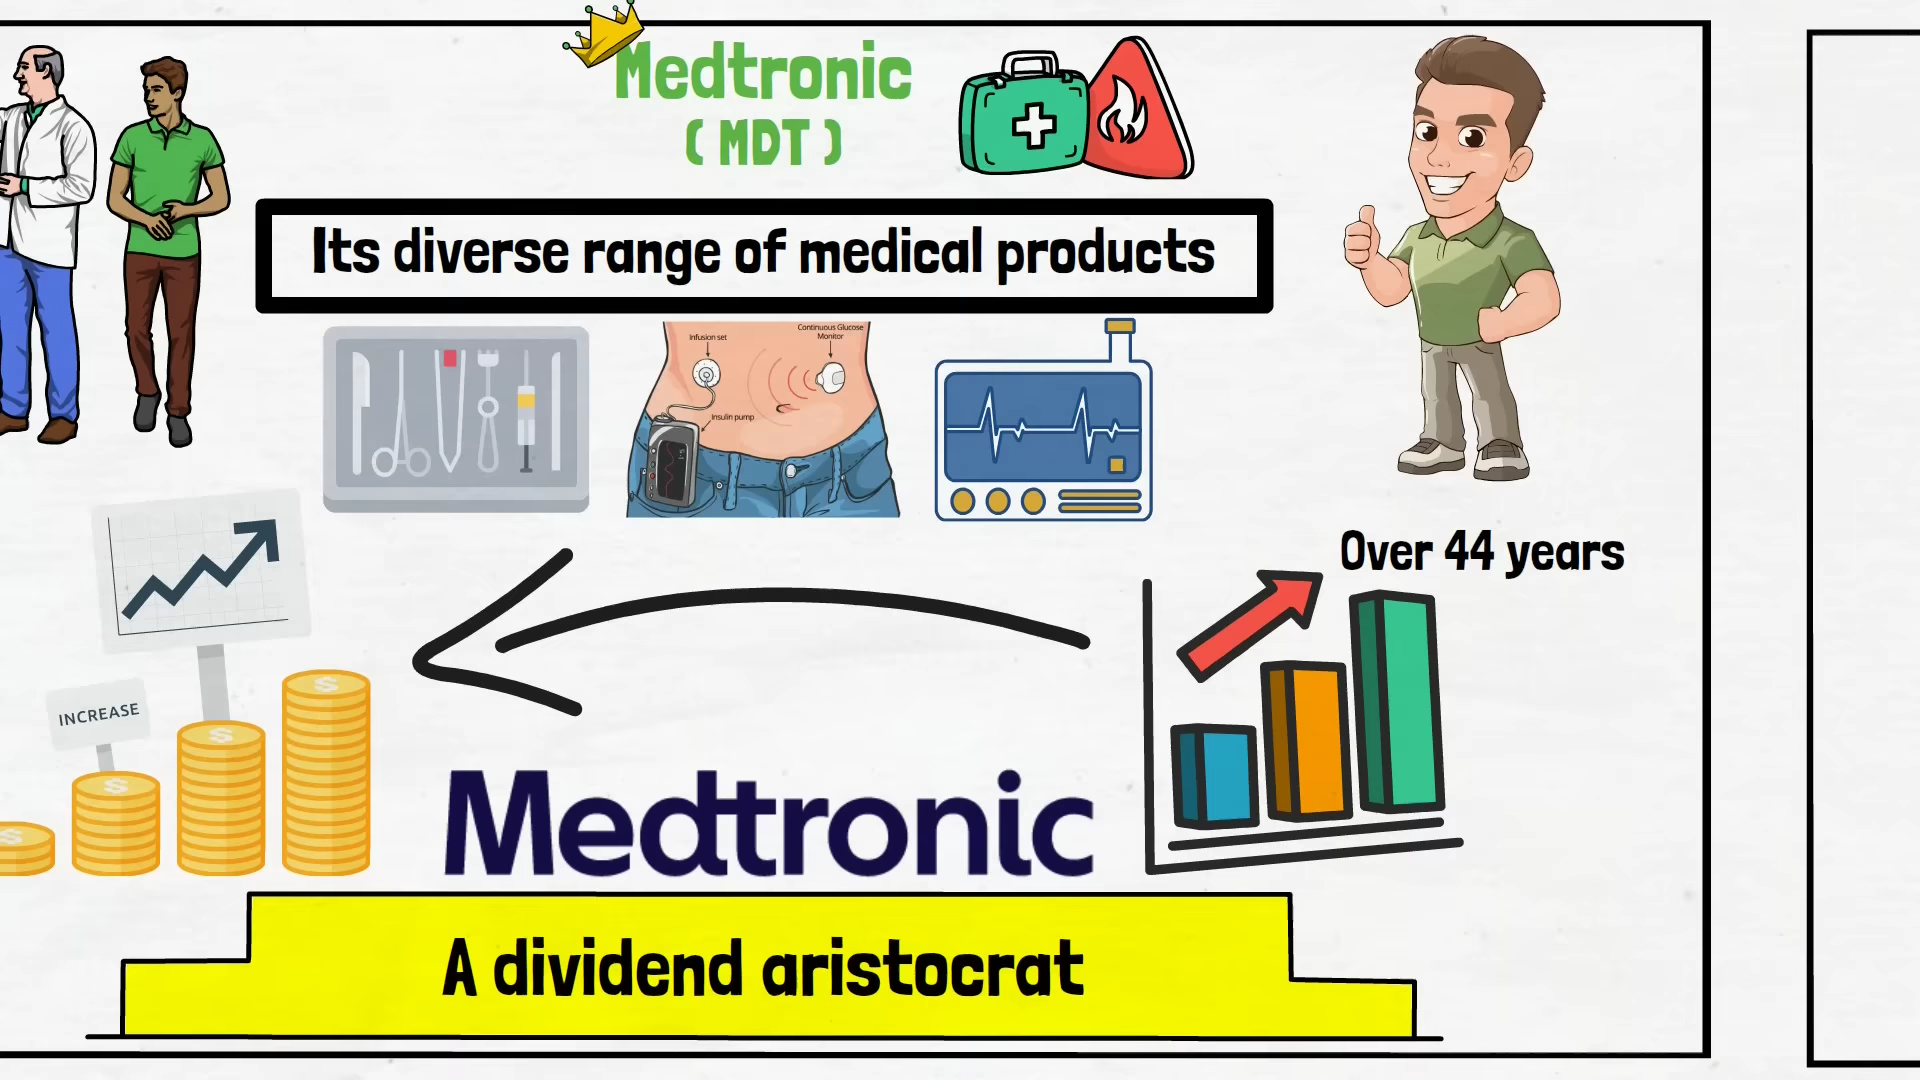 Medtronic
( MDT )
Its diverse range of medical products
Infusion set
Continuous Glucose
Monitor
Insulin pump
Over 44 years
INCREASE
$
$
$
$
Medtronic
A dividend aristocrat